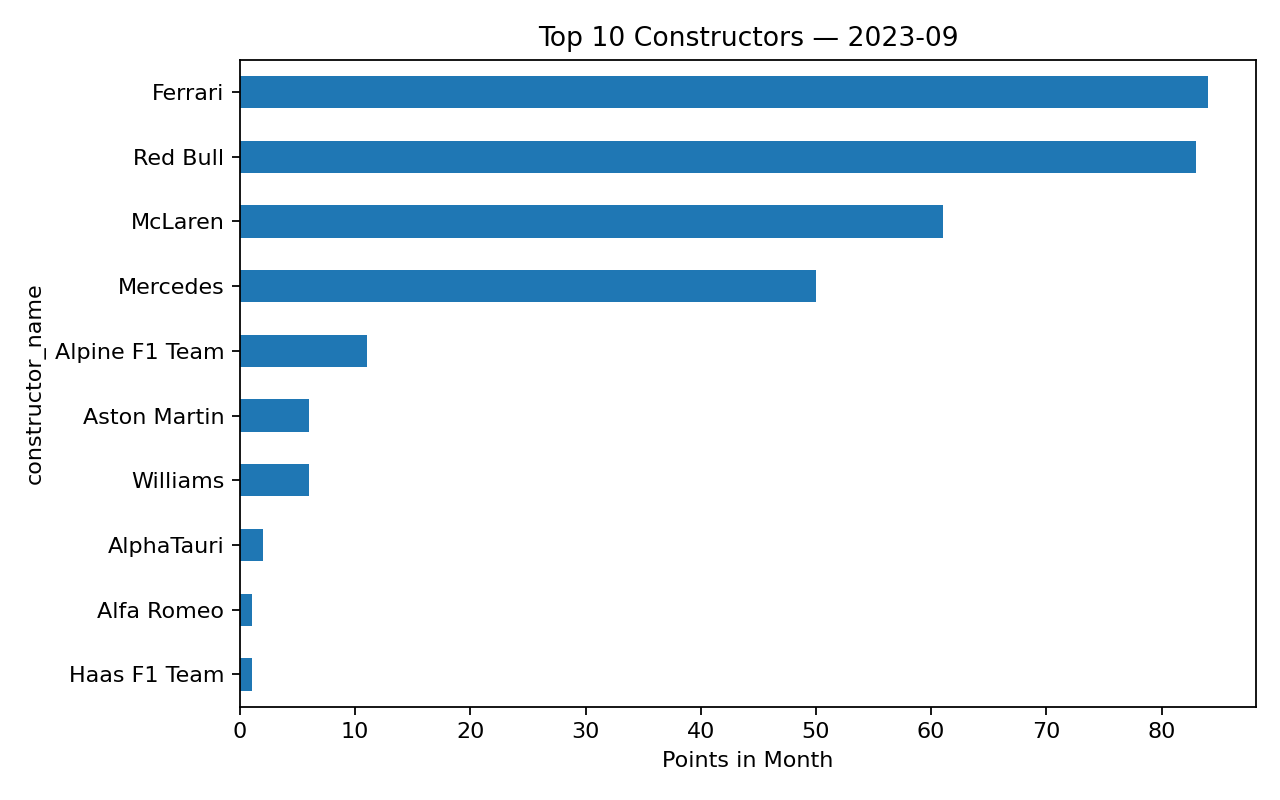 Top 10 Constructors — 2023-09
constructor_name
Ferrari
Red Bull
McLaren
Mercedes
Alpine F1 Team
Aston Martin
Williams
AlphaTauri
Alfa Romeo
Haas F1 Team
0 10 20 30 40 50 60 70 80
Points in Month